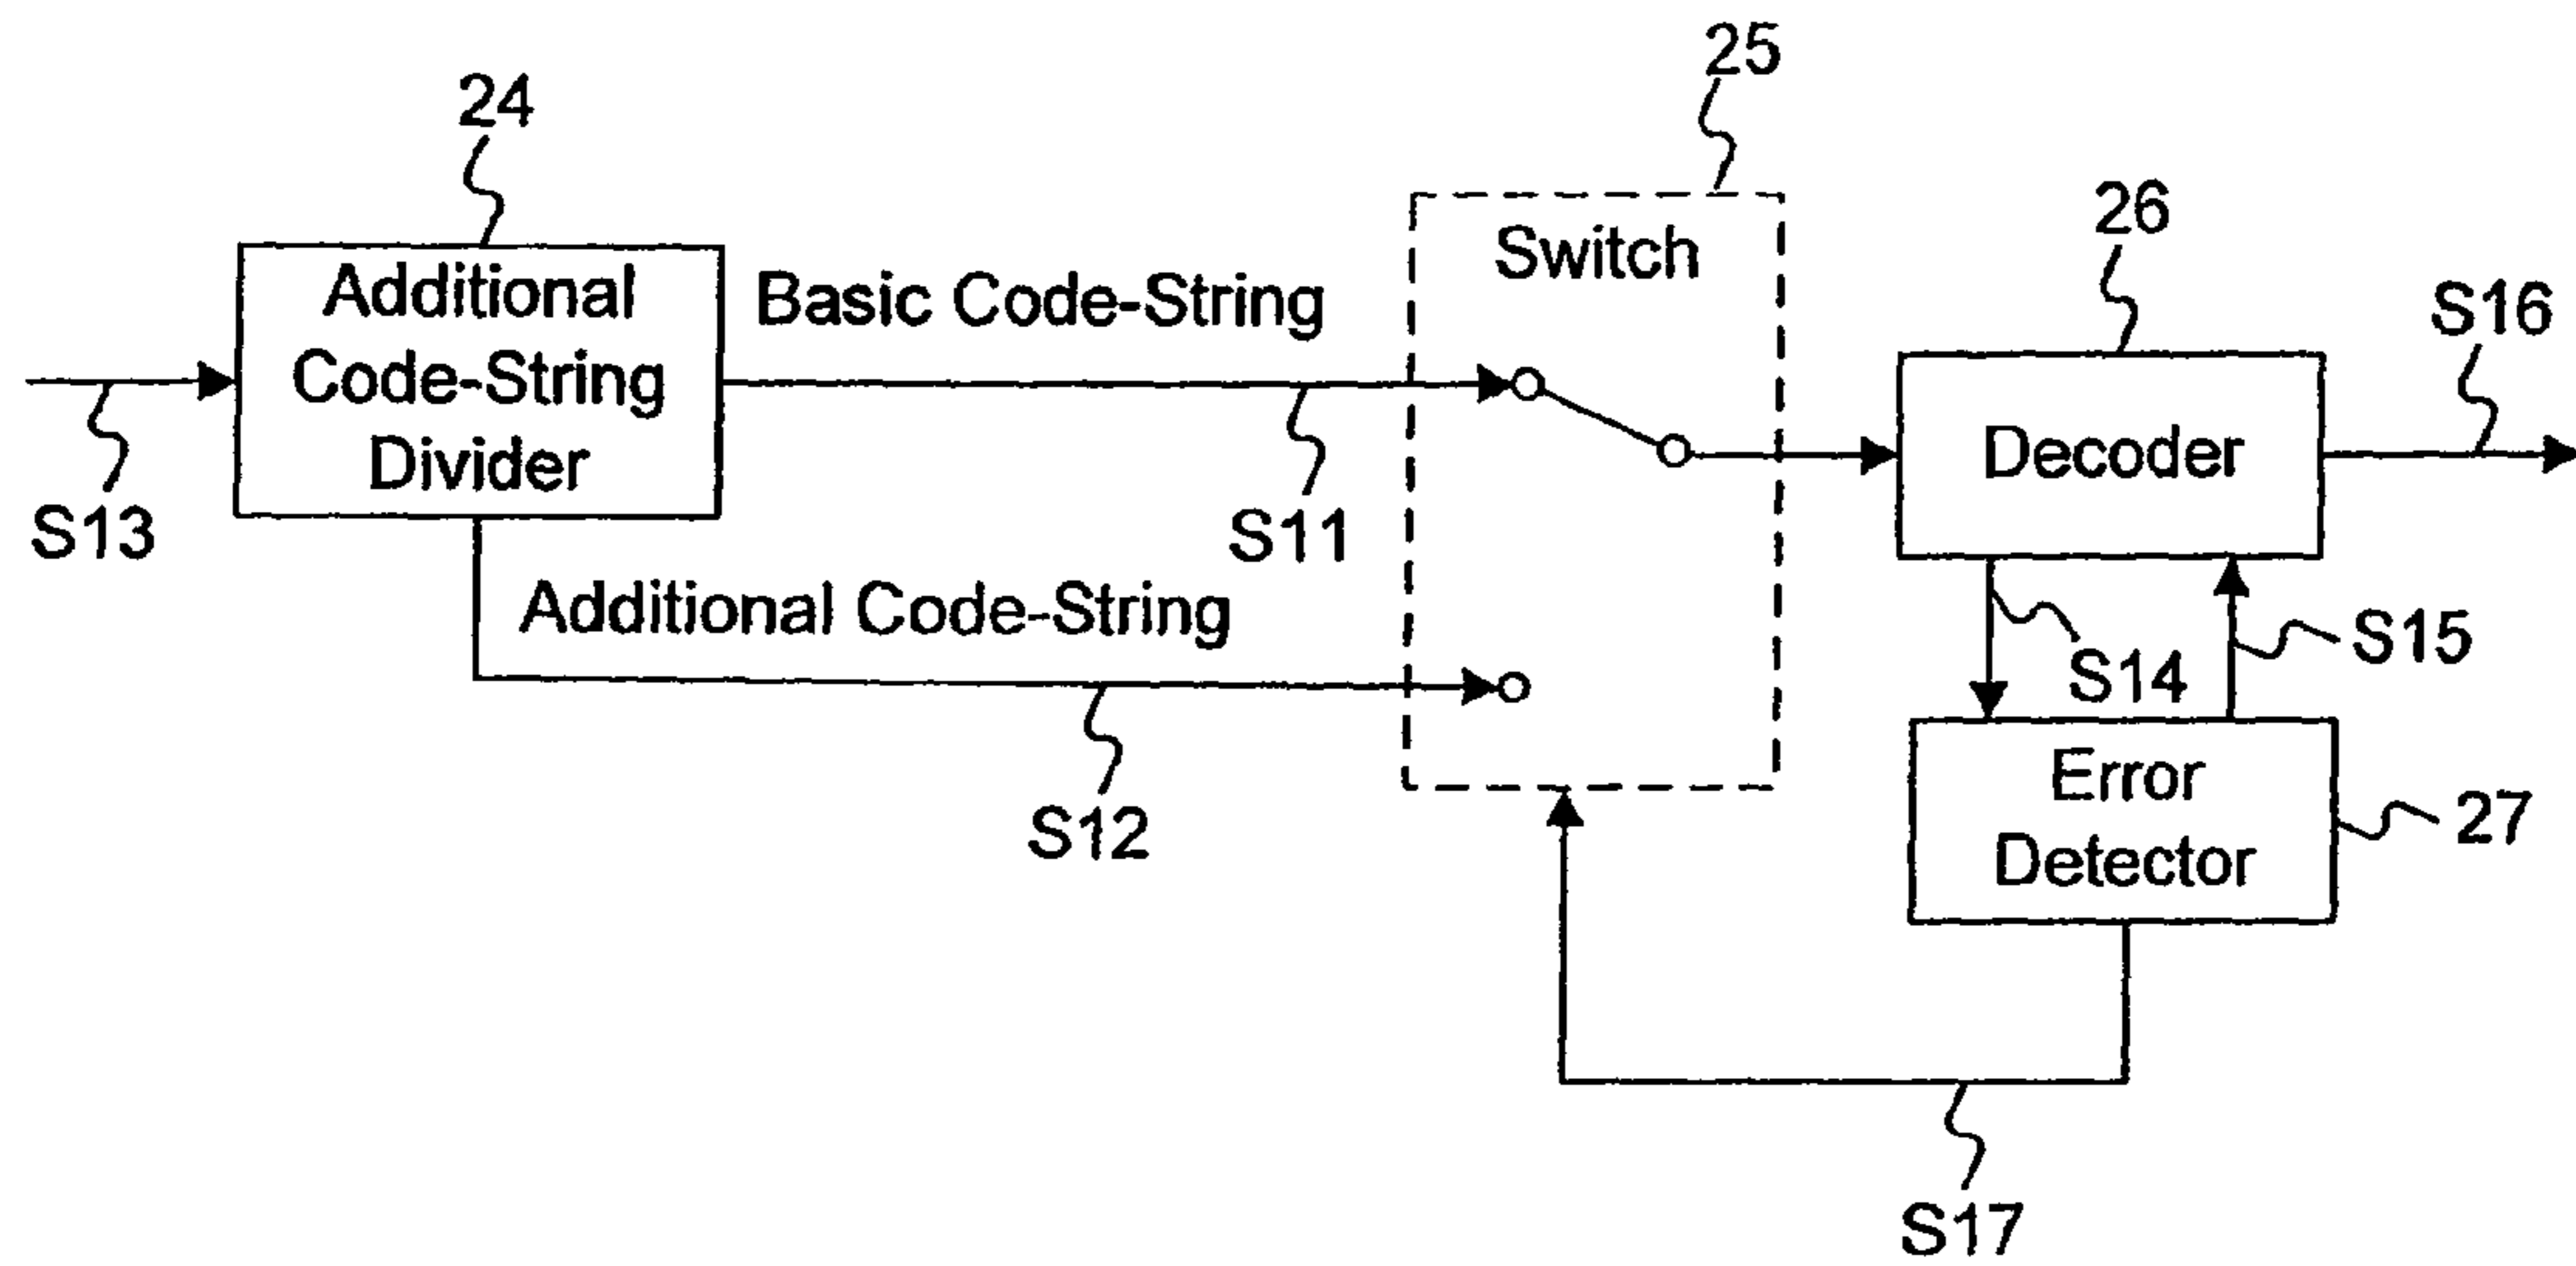 25
24
26
Switch
Additional
Code-String
Divider
Basic Code-String
S16
Decoder
S13
S11
Additional Code-String
S14
S15
Error
Detector
27
S12
S17